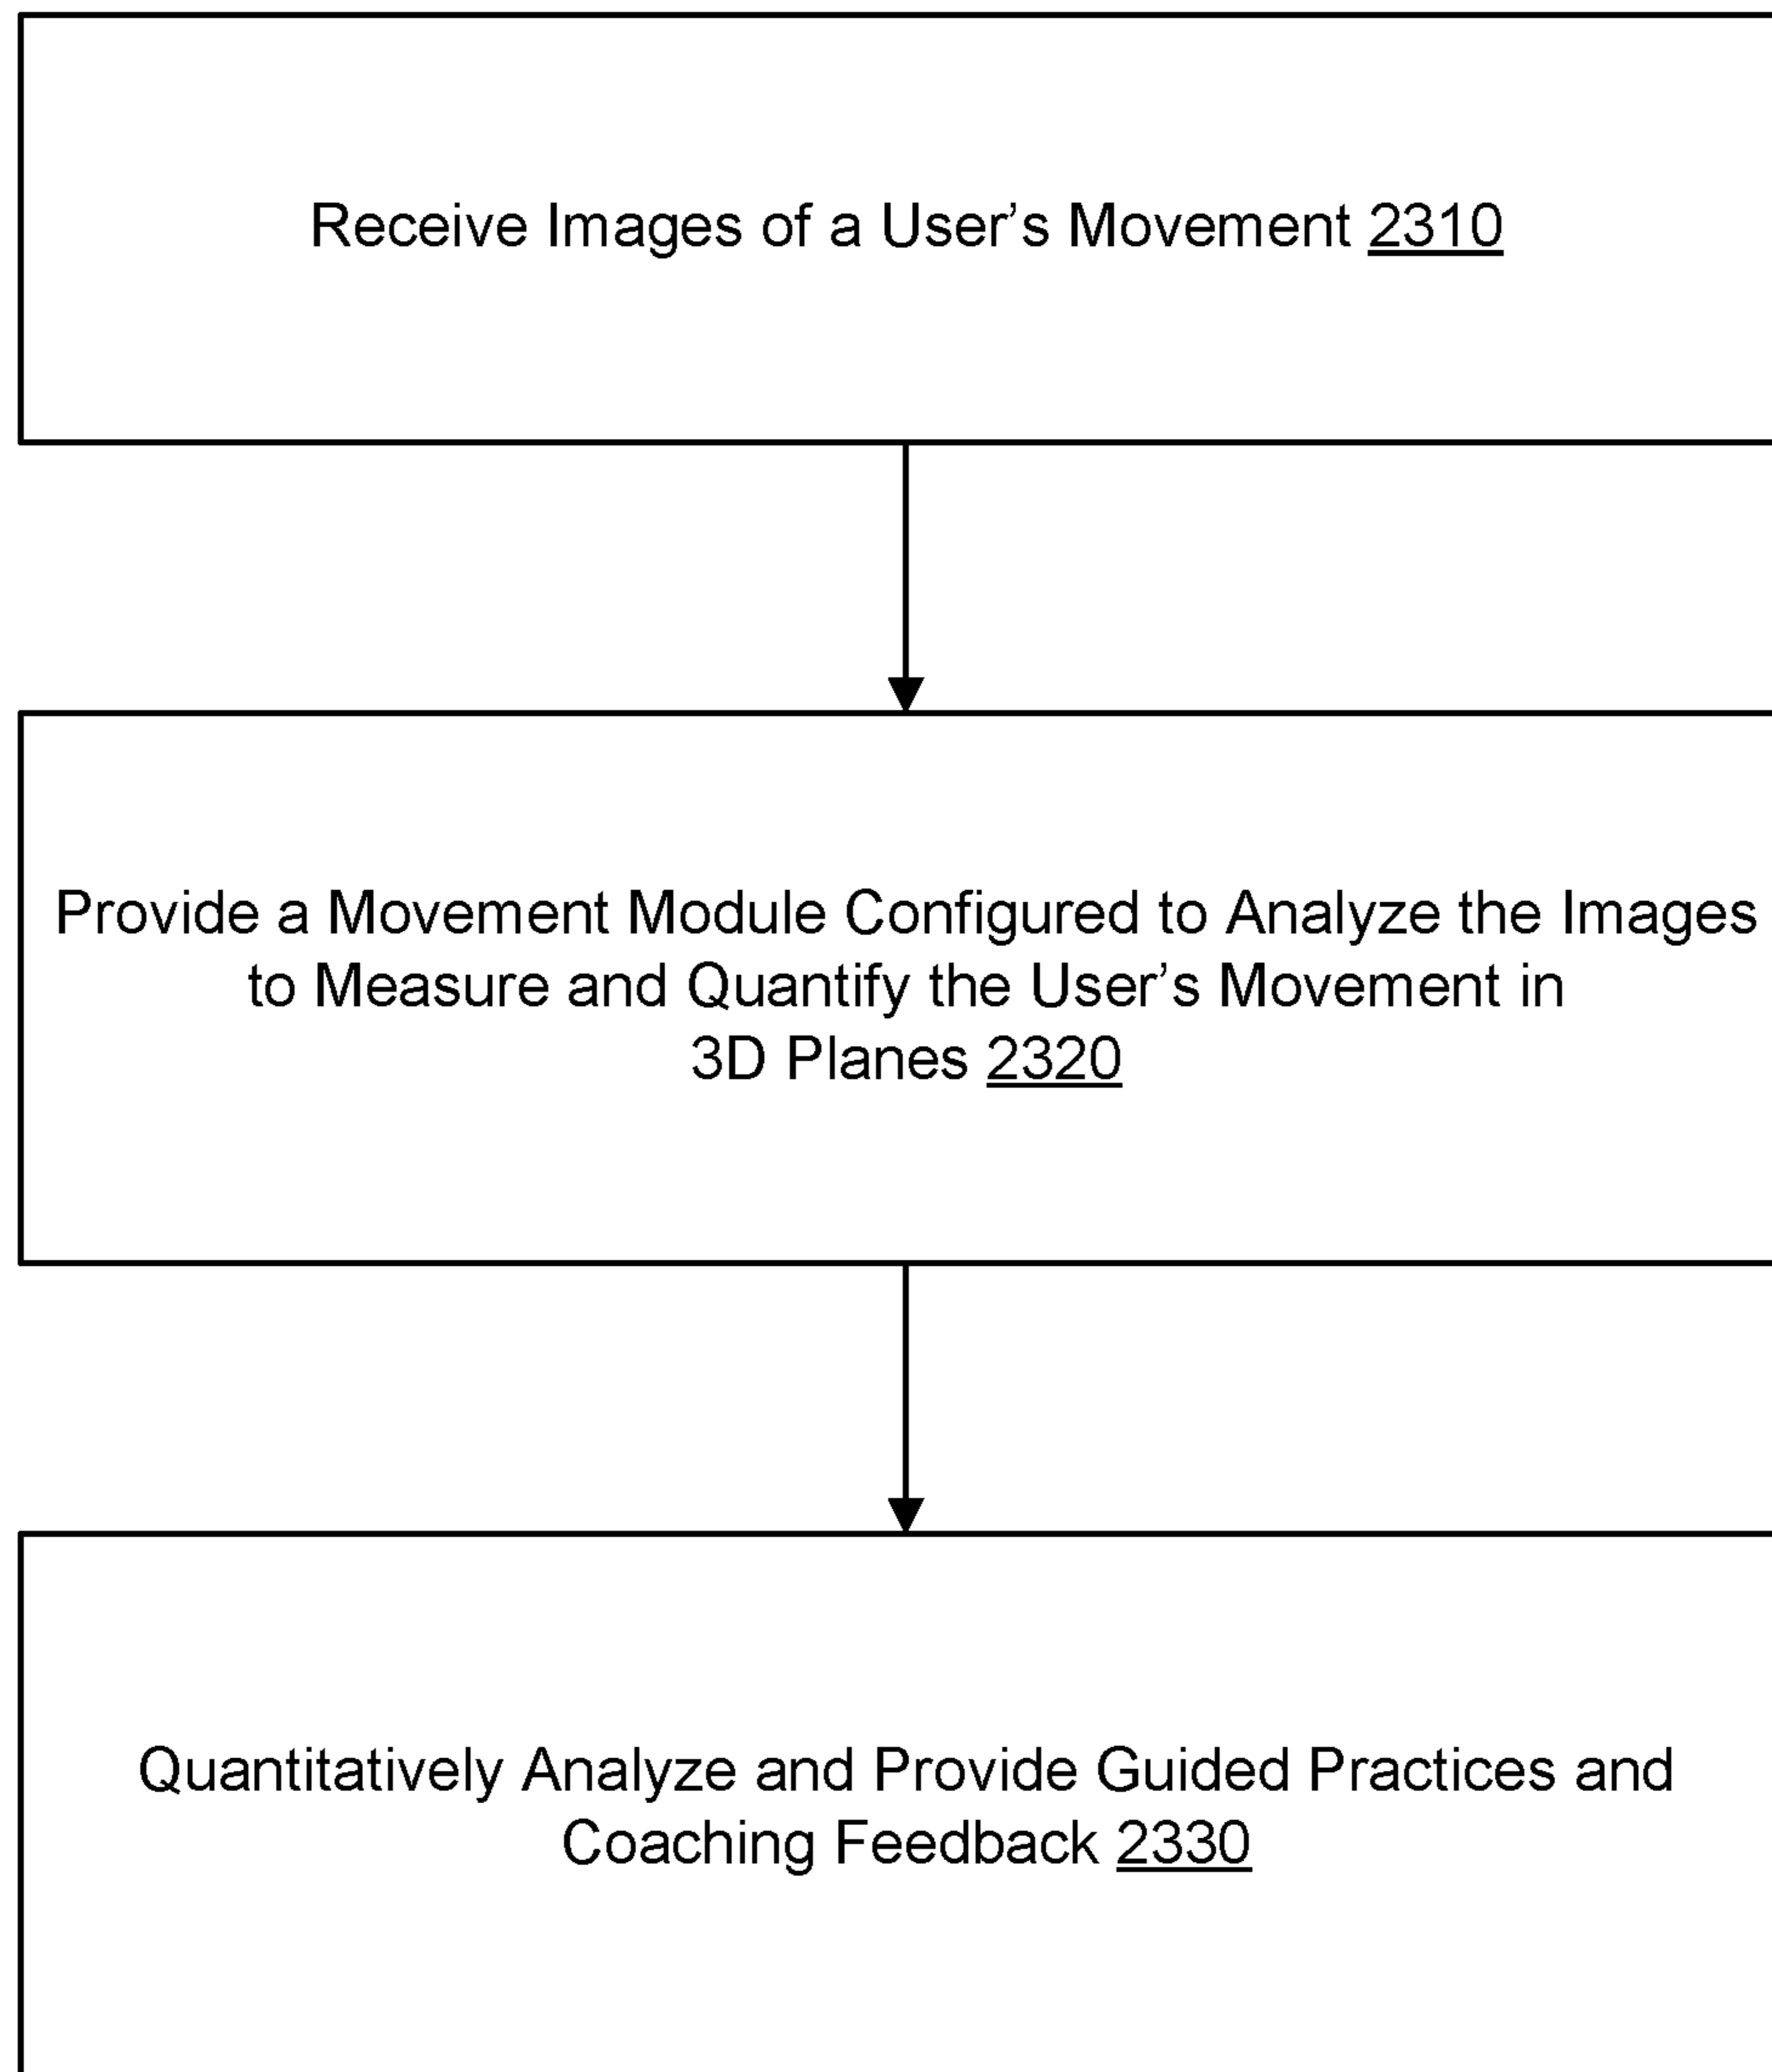 Receive Images of a User’s Movement 2310
Provide a Movement Module Configured to Analyze the Images
to Measure and Quantify the User’s Movement in
3D Planes 2320
Quantitatively Analyze and Provide Guided Practices and
Coaching Feedback 2330